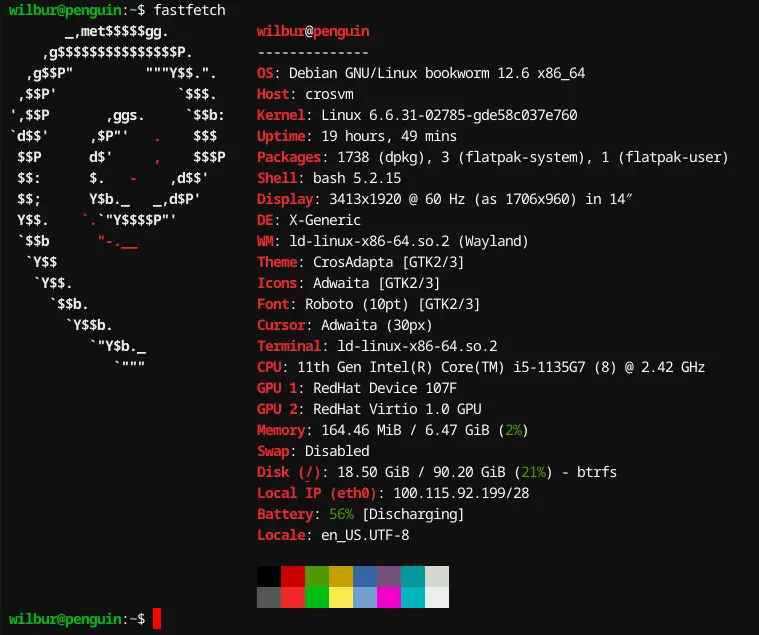 wilbur@penguin:~$ fastfetch
       _,met$$$$$gg.          wilbur@penguin
    ,g$$$$$$$$$$$$$$$P.       --------------
  ,g$$P"         """Y$$.".    OS: Debian GNU/Linux bookworm 12.6 x86_64
 ,$$P'               `$$$.    Host: crosvm
',$$P       ,ggs.     `$$b:   Kernel: Linux 6.6.31-02785-gde58c037e760
`d$$'     ,$P"'   .    $$$    Uptime: 19 hours, 49 mins
 $$P      d$'     ,    $$$P   Packages: 1738 (dpkg), 3 (flatpak-system), 1 (flatpak-user)
 $$:      $.   -    ,d$$'     Shell: bash 5.2.15
 $$;      Y$b._   _,d$P'      Display: 3413x1920 @ 60 Hz (as 1706x960) in 14″
 Y$$.    `.`"Y$$$$P"'         DE: X-Generic
 `$$b      "-.__              WM: ld-linux-x86-64.so.2 (Wayland)
  `Y$$                        Theme: CrosAdapta [GTK2/3]
   `Y$$.                      Icons: Adwaita [GTK2/3]
     `$$b.                    Font: Roboto (10pt) [GTK2/3]
       `Y$$b.                 Cursor: Adwaita (30px)
          `"Y$b._             Terminal: ld-linux-x86-64.so.2
             `"""             CPU: 11th Gen Intel(R) Core(TM) i5-1135G7 (8) @ 2.42 GHz
                              GPU 1: RedHat Device 107F
                              GPU 2: RedHat Virtio 1.0 GPU
                              Memory: 164.46 MiB / 6.47 GiB (2%)
                              Swap: Disabled
                              Disk (/): 18.50 GiB / 90.20 GiB (21%) - btrfs
                              Local IP (eth0): 100.115.92.199/28
                              Battery: 56% [Discharging]
                              Locale: en_US.UTF-8
wilbur@penguin:~$